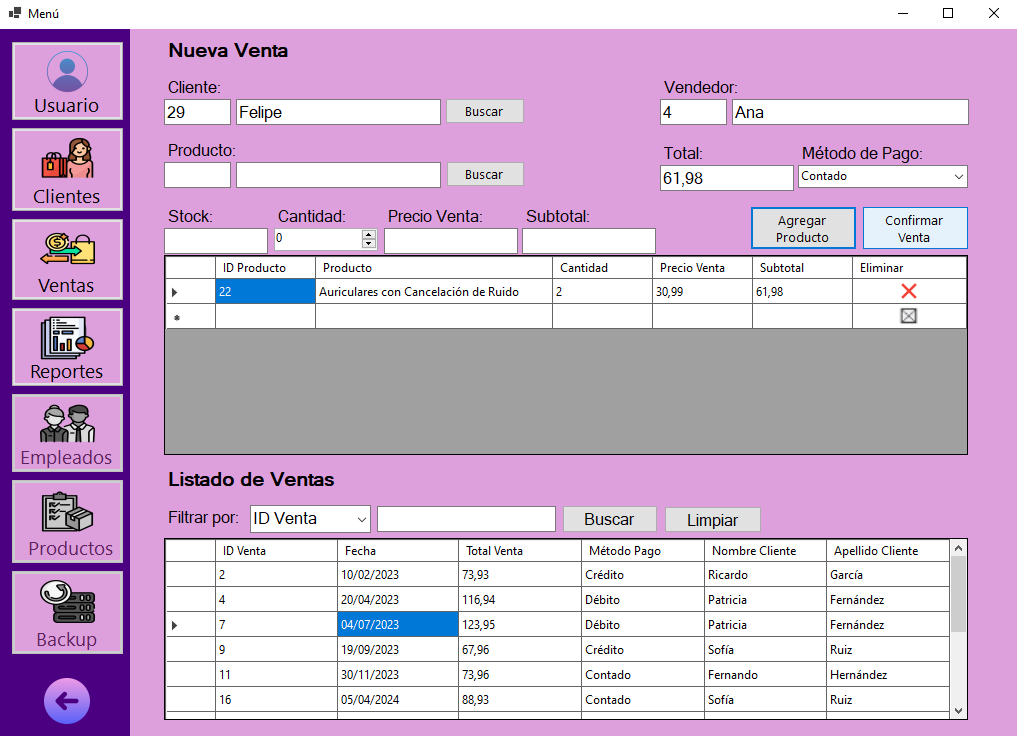 Menú
Usuario
Clientes
Ventas
Reportes
Empleados
Productos
Backup
Nueva Venta
Cliente:
29 Felipe Buscar
Vendedor:
4 Ana
Producto:
Buscar
Total: Método de Pago:
61,98 Contado
Stock: Cantidad: Precio Venta: Subtotal:
0
Agregar
Producto
Confirmar
Venta
ID Producto Producto Cantidad Precio Venta Subtotal Eliminar
22 Auriculares con Cancelación de Ruido 2 30,99 61,98
Listado de Ventas
Filtrar por: ID Venta Buscar Limpiar
ID Venta Fecha Total Venta Método Pago Nombre Cliente Apellido Cliente
2 10/02/2023 73,93 Crédito Ricardo García
4 20/04/2023 116,94 Débito Patricia Fernández
7 04/07/2023 123,95 Débito Patricia Fernández
9 19/09/2023 67,96 Crédito Sofía Ruiz
11 30/11/2023 73,96 Contado Fernando Hernández
16 05/04/2024 88,93 Contado Sofía Ruiz